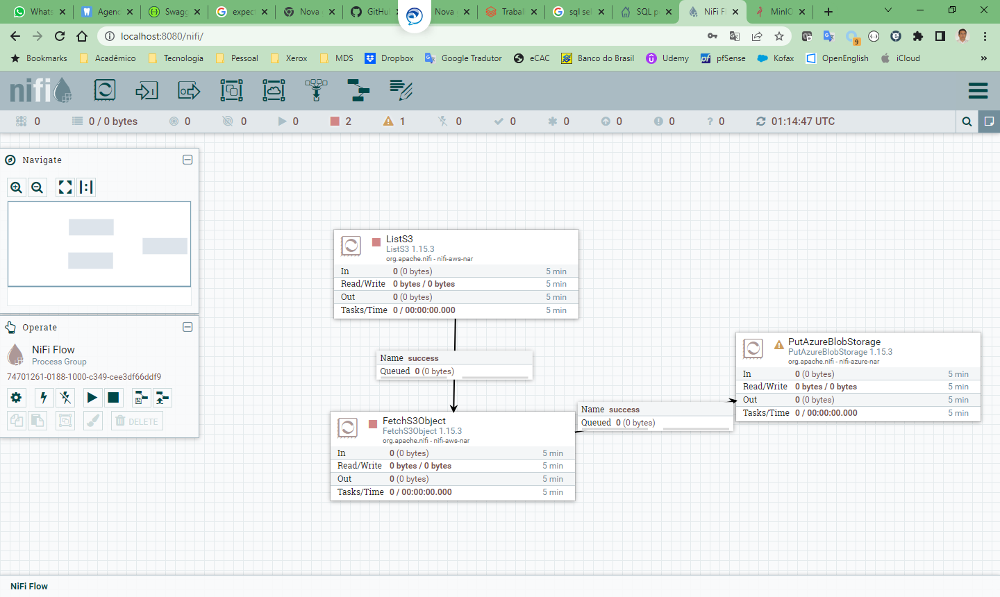 Whats
Agenc
Swagg
expect
Nova
GitHub
Nova
Trabal
sql sel
SQL p
NiFi F
MinIO
localhost:8080/nifi/
9
Bookmarks Acadêmico Tecnologia Pessoal Xerox MDS Dropbox Google Tradutor eCAC Banco do Brasil Udemy pfSense Kofax OpenEnglish iCloud »
nifi
0 0 / 0 bytes 0 0 0 2 1 0 0 0 0 0 ? 0 01:14:47 UTC
Navigate
Operate
NiFi Flow
Process Group
74701261-0188-1000-c349-cee3df66ddf9
DELETE
ListS3
ListS3 1.15.3
org.apache.nifi - nifi-aws-nar
In 0 (0 bytes) 5 min
Read/Write 0 bytes / 0 bytes 5 min
Out 0 (0 bytes) 5 min
Tasks/Time 0 / 00:00:00.000 5 min
Name success
Queued 0 (0 bytes)
FetchS3Object
FetchS3Object 1.15.3
org.apache.nifi - nifi-aws-nar
In 0 (0 bytes) 5 min
Read/Write 0 bytes / 0 bytes 5 min
Out 0 (0 bytes) 5 min
Tasks/Time 0 / 00:00:00.000 5 min
Name success
Queued 0 (0 bytes)
PutAzureBlobStorage
PutAzureBlobStorage 1.15.3
org.apache.nifi - nifi-azure-nar
In 0 (0 bytes) 5 min
Read/Write 0 bytes / 0 bytes 5 min
Out 0 (0 bytes) 5 min
Tasks/Time 0 / 00:00:00.000 5 min
NiFi Flow